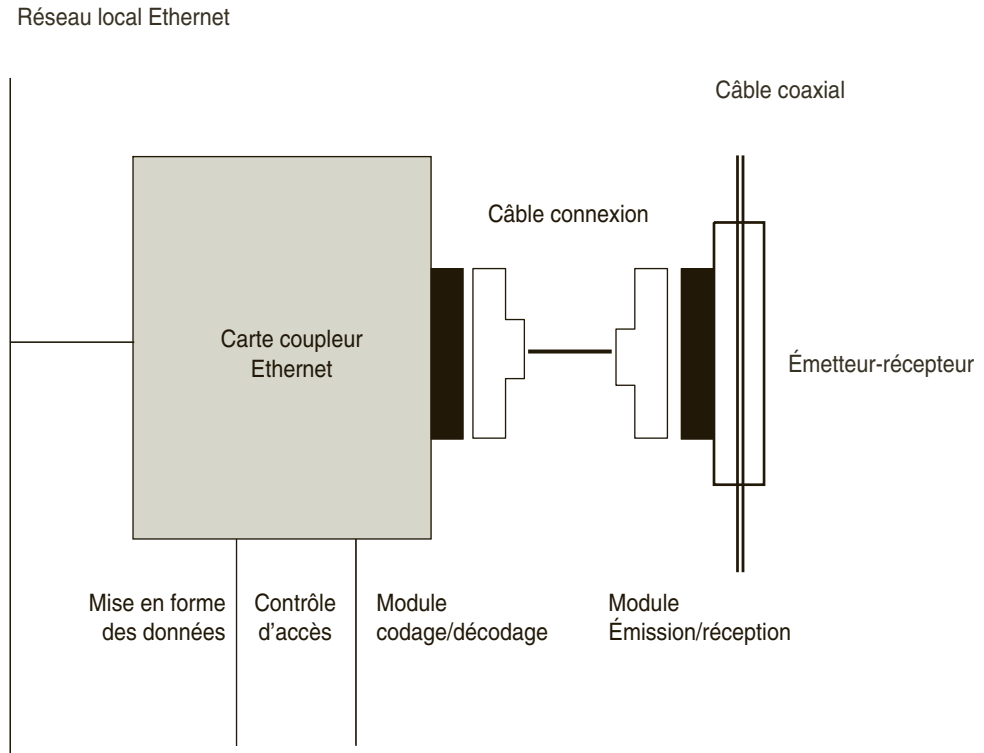 Réseau local Ethernet
Câble coaxial
Câble connexion
Carte coupleur
Ethernet
Émetteur-récepteur
Mise en forme
des données
Contrôle
d'accès
Module
codage/décodage
Module
Émission/réception